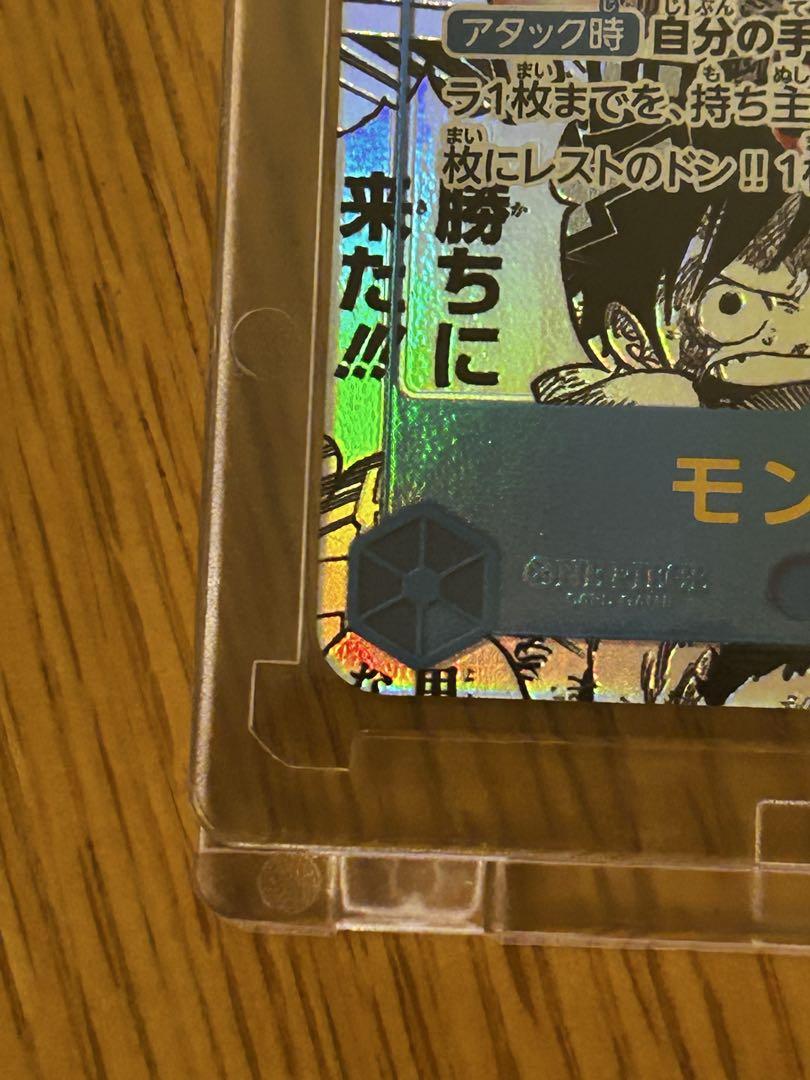 アタック時 自分の手
ラ1枚までを、持ち主
枚にレストのドン!!1
勝ちに
来た!!!
モン